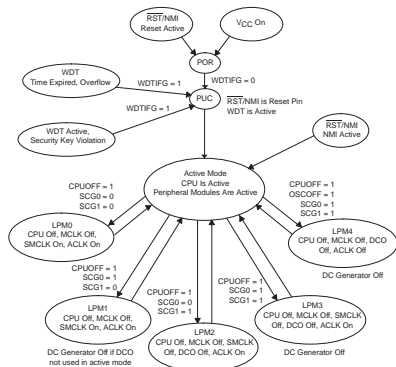 RST/NMI
Reset Active
VCC On
POR
WDT
Time Expired, Overflow
WDTIFG = 1
WDTIFG = 0
PUC
RST/NMI is Reset Pin
WDT is Active
WDTIFG = 1
WDT Active,
Security Key Violation
RST/NMI
NMI Active
Active Mode
CPU Is Active
Peripheral Modules Are Active
CPUOFF = 1
SCG0 = 0
SCG1 = 0
CPUOFF = 1
OSCOFF = 1
SCG0 = 1
SCG1 = 1
LPM0
CPU Off, MCLK Off,
SMCLK On, ACLK On
LPM4
CPU Off, MCLK Off, DCO
Off, ACLK Off
DC Generator Off
CPUOFF = 1
SCG0 = 1
SCG1 = 0
CPUOFF = 1
SCG0 = 0
SCG1 = 1
CPUOFF = 1
SCG0 = 1
SCG1 = 1
LPM1
CPU Off, MCLK Off,
SMCLK On, ACLK On
DC Generator Off if DCO
not used in active mode
LPM2
CPU Off, MCLK Off, SMCLK
Off, DCO Off, ACLK On
LPM3
CPU Off, MCLK Off, SMCLK
Off, DCO Off, ACLK On
DC Generator Off